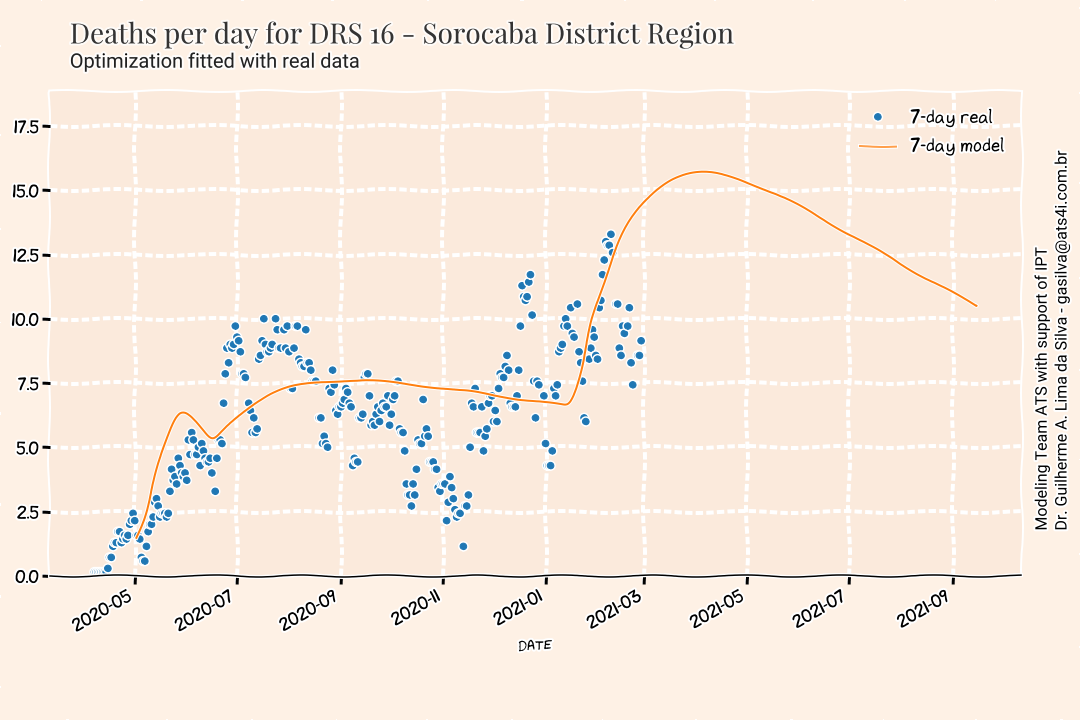 Deaths per day for DRS 16 - Sorocaba District Region
Optimization fitted with real data
7-day real
7-day model
17.5
15.0
12.5
10.0
7.5
5.0
2.5
0.0
2020-05
2020-07
2020-09
2020-11
2021-01
2021-03
2021-05
2021-07
2021-09
DATE
Modeling Team ATS with support of IPT
Dr. Guilherme A. Lima da Silva - gasilva@ats4i.com.br